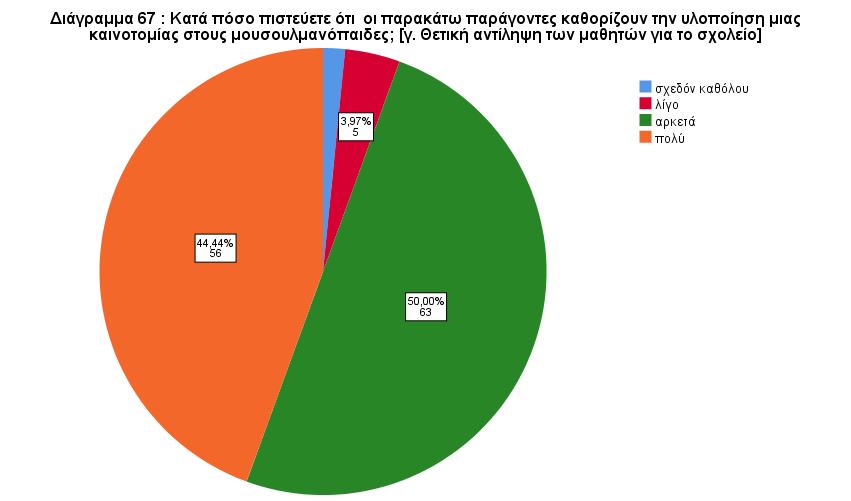 Διάγραμμα 67 : Κατά πόσο πιστεύετε ότι  οι παρακάτω παράγοντες καθορίζουν την υλοποίηση μιας
καινοτομίας στους μουσουλμανόπαιδες; [γ. Θετική αντίληψη των μαθητών για το σχολείο]
σχεδόν καθόλου
λίγο
αρκετά
πολύ
3,97%
5
44,44%
56
50,00%
63